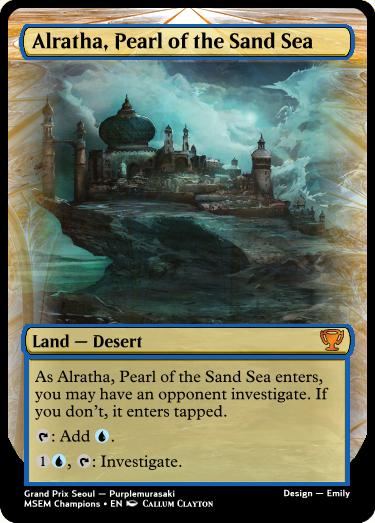 Alratha, Pearl of the Sand Sea
Land — Desert
As Alratha, Pearl of the Sand Sea enters,
you may have an opponent investigate. If
you don't, it enters tapped.
: Add .
1 , : Investigate.
Grand Prix Seoul — Purplemurasaki
Design — Emily
MSEM Champions • EN Callum Clayton